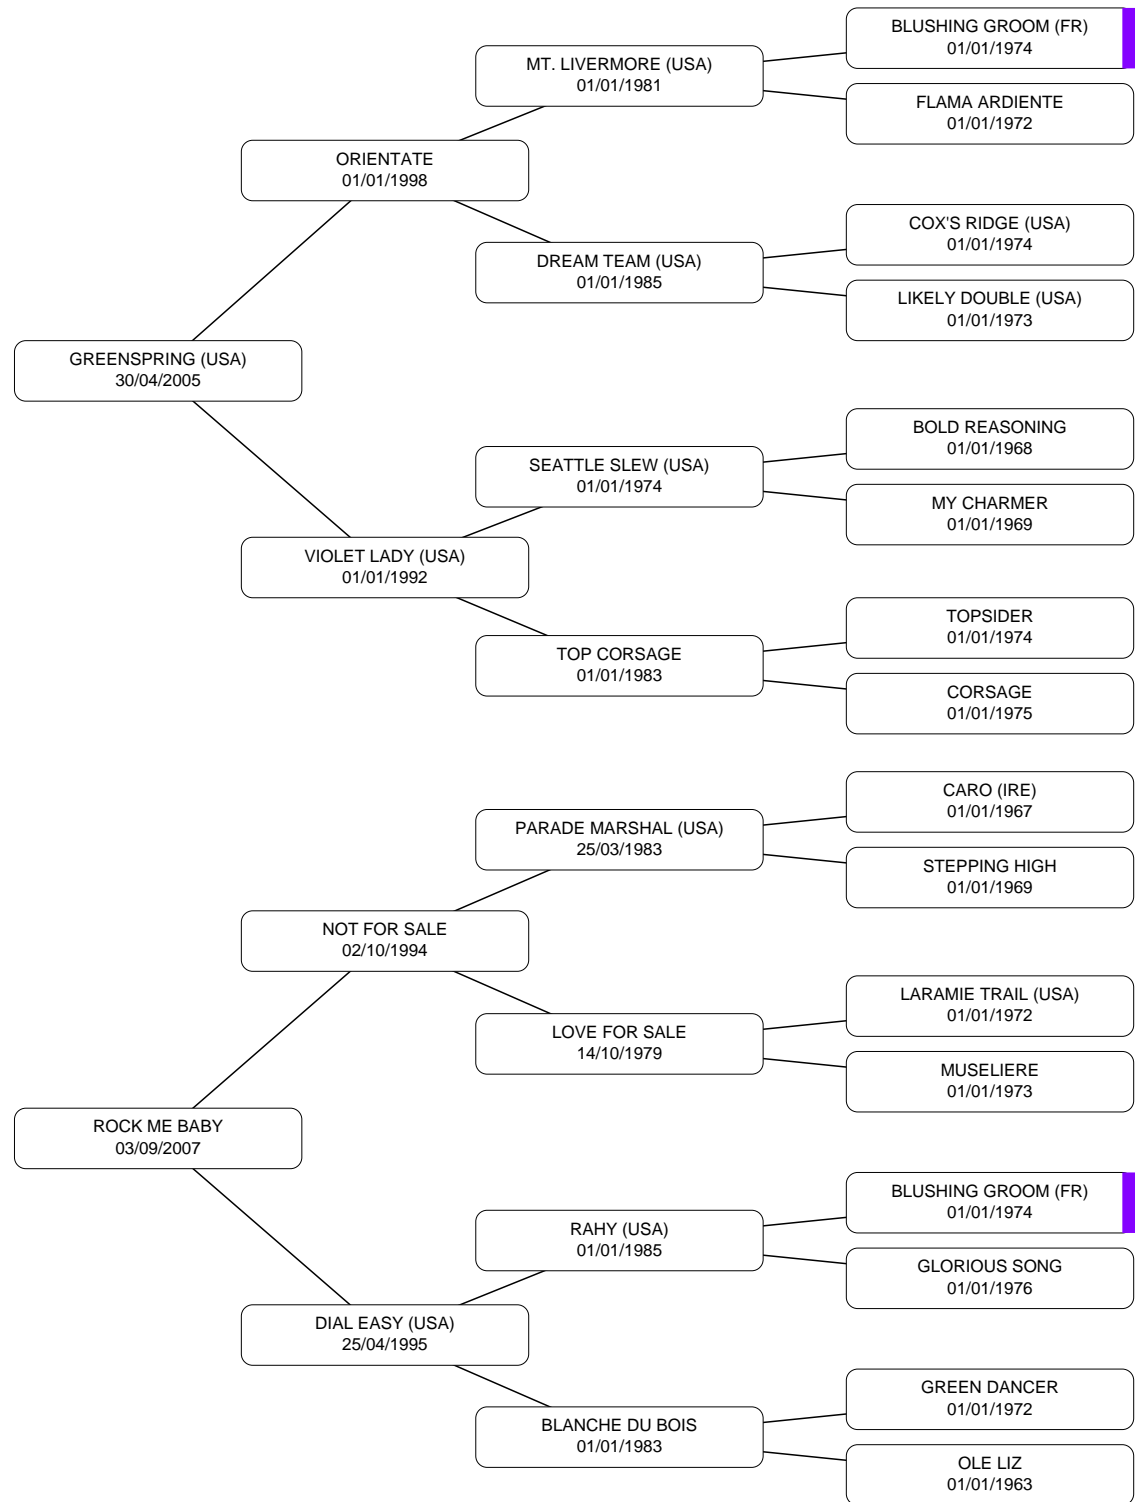 BLUSHING GROOM (FR)
01/01/1974
MT. LIVERMORE (USA)
01/01/1981
FLAMA ARDIENTE
01/01/1972
ORIENTATE
01/01/1998
COX'S RIDGE (USA)
01/01/1974
DREAM TEAM (USA)
01/01/1985
LIKELY DOUBLE (USA)
01/01/1973
GREENSPRING (USA)
30/04/2005
BOLD REASONING
01/01/1968
SEATTLE SLEW (USA)
01/01/1974
MY CHARMER
01/01/1969
VIOLET LADY (USA)
01/01/1992
TOPSIDER
01/01/1974
TOP CORSAGE
01/01/1983
CORSAGE
01/01/1975
CARO (IRE)
01/01/1967
PARADE MARSHAL (USA)
25/03/1983
STEPPING HIGH
01/01/1969
NOT FOR SALE
02/10/1994
LARAMIE TRAIL (USA)
01/01/1972
LOVE FOR SALE
14/10/1979
MUSELIERE
01/01/1973
ROCK ME BABY
03/09/2007
BLUSHING GROOM (FR)
01/01/1974
RAHY (USA)
01/01/1985
GLORIOUS SONG
01/01/1976
DIAL EASY (USA)
25/04/1995
GREEN DANCER
01/01/1972
BLANCHE DU BOIS
01/01/1983
OLE LIZ
01/01/1963